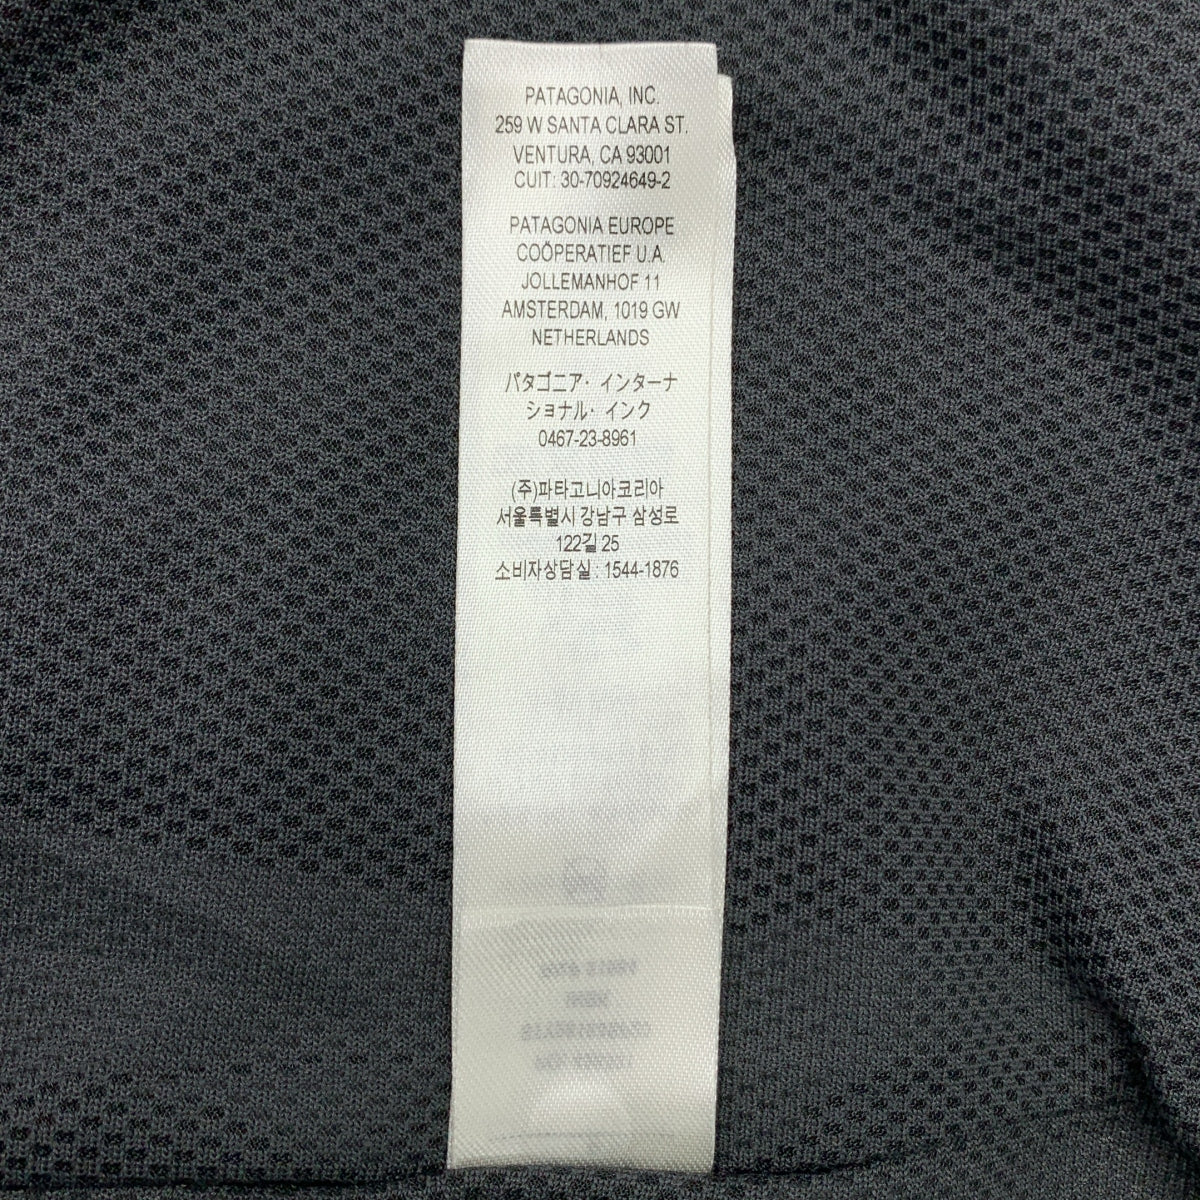 PATAGONIA, INC.
259 W SANTA CLARA ST.
VENTURA, CA 93001
CUIT: 30-70924649-2
PATAGONIA EUROPE
COÖPERATIEF U.A.
JOLLEMANHOF 11
AMSTERDAM, 1019 GW
NETHERLANDS
パタゴニア・インターナ
ショナル・インク
0467-23-8961
(주)파타고니아코리아
서울특별시 강남구 삼성로
122길 25
소비자상담실 : 1544-1876